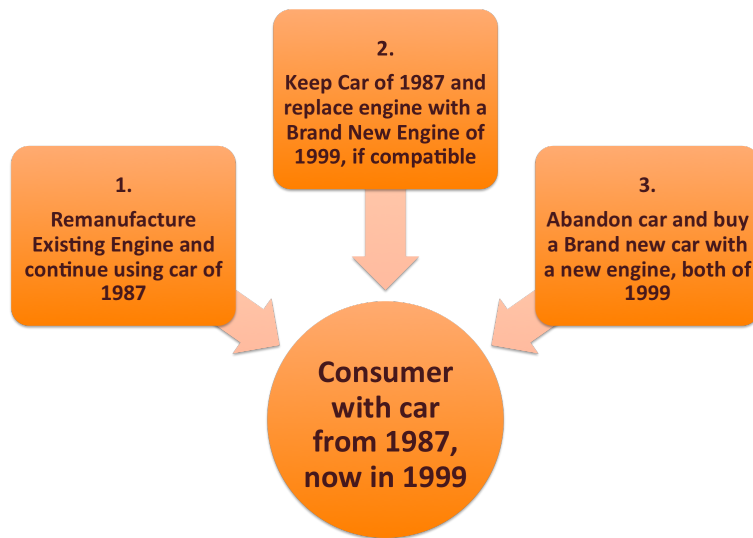 1.
Remanufacture
Existing Engine and
continue using car of
1987
2.
Keep Car of 1987 and
replace engine with a
Brand New Engine of
1999, if compatible
3.
Abandon car and buy
a Brand new car with
a new engine, both of
1999
Consumer
with car
from 1987,
now in 1999